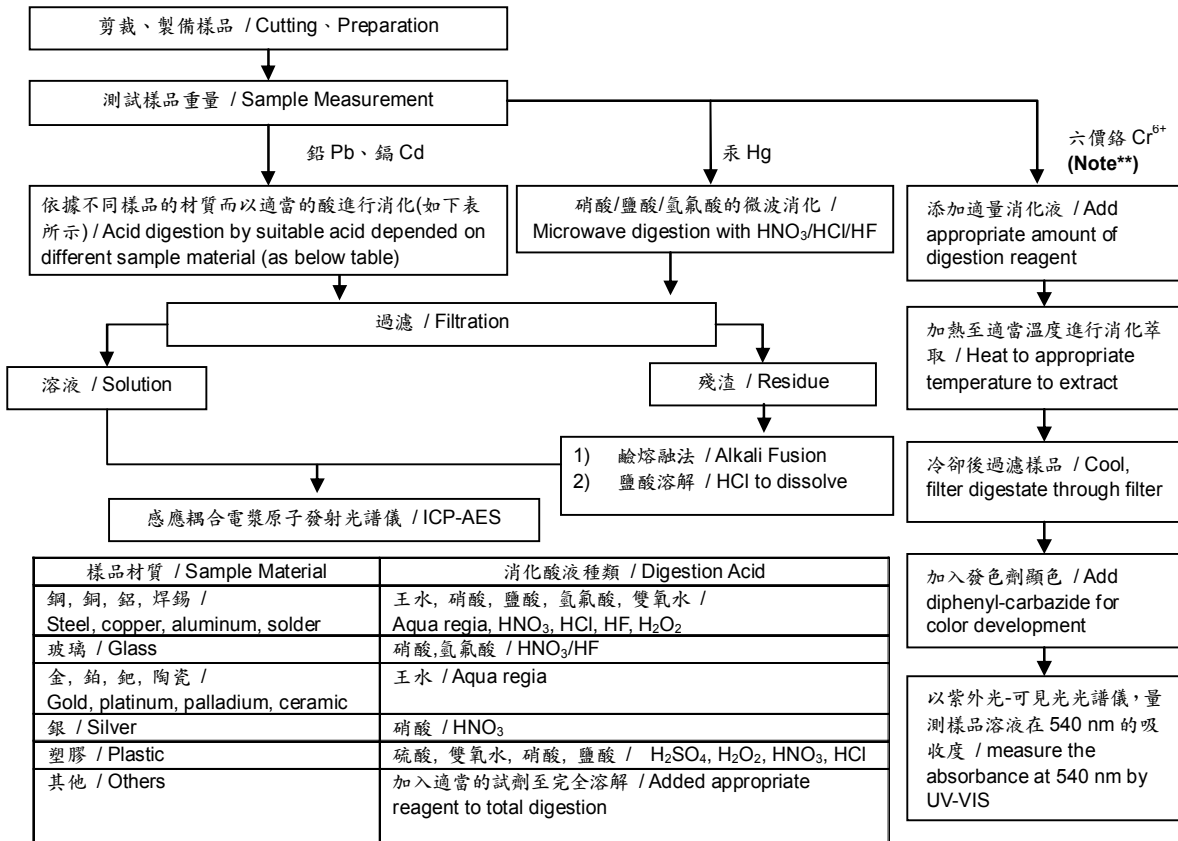 剪裁、製備樣品 / Cutting、Preparation
測試樣品重量 / Sample Measurement
鉛 Pb、鎘 Cd
汞 Hg
六價鉻 Cr⁶⁺
(Note**)
依據不同樣品的材質而以適當的酸進行消化(如下表
所示) / Acid digestion by suitable acid depended on
different sample material (as below table)
硝酸/鹽酸/氫氟酸的微波消化 /
Microwave digestion with HNO₃/HCl/HF
添加適量消化液 / Add
appropriate amount of
digestion reagent
過濾 / Filtration
加熱至適當溫度進行消化萃
取 / Heat to appropriate
temperature to extract
溶液 / Solution
殘渣 / Residue
1) 鹼熔融法 / Alkali Fusion
2) 鹽酸溶解 / HCl to dissolve
冷卻後過濾樣品 / Cool,
filter digestate through filter
感應耦合電漿原子發射光譜儀 / ICP-AES
樣品材質 / Sample Material
消化酸液種類 / Digestion Acid
鋼, 銅, 鋁, 焊錫 /
Steel, copper, aluminum, solder
王水, 硝酸, 鹽酸, 氫氟酸, 雙氧水 /
Aqua regia, HNO₃, HCl, HF, H₂O₂
玻璃 / Glass
硝酸,氫氟酸 / HNO₃/HF
金, 鉑, 鈀, 陶瓷 /
Gold, platinum, palladium, ceramic
王水 / Aqua regia
銀 / Silver
硝酸 / HNO₃
塑膠 / Plastic
硫酸, 雙氧水, 硝酸, 鹽酸 / H₂SO₄, H₂O₂, HNO₃, HCl
其他 / Others
加入適當的試劑至完全溶解 / Added appropriate
reagent to total digestion
加入發色劑顯色 / Add
diphenyl-carbazide for
color development
以紫外光-可見光光譜儀，量
測樣品溶液在 540 nm 的吸
收度 / measure the
absorbance at 540 nm by
UV-VIS